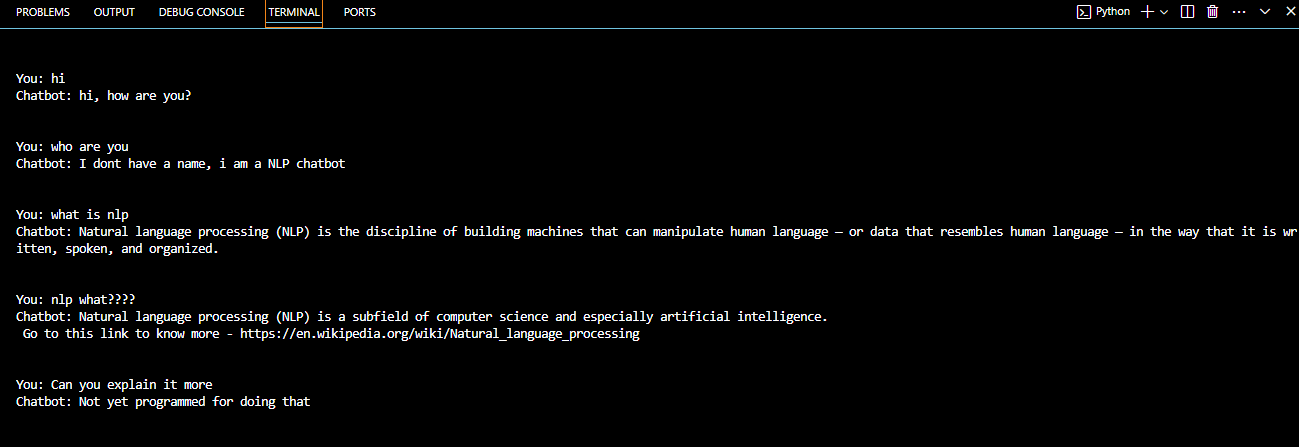 PROBLEMS OUTPUT DEBUG CONSOLE TERMINAL PORTS Python
You: hi
Chatbot: hi, how are you?
You: who are you
Chatbot: I dont have a name, i am a NLP chatbot
You: what is nlp
Chatbot: Natural language processing (NLP) is the discipline of building machines that can manipulate human language — or data that resembles human language — in the way that it is wr
itten, spoken, and organized.
You: nlp what????
Chatbot: Natural language processing (NLP) is a subfield of computer science and especially artificial intelligence.
Go to this link to know more - https://en.wikipedia.org/wiki/Natural_language_processing
You: Can you explain it more
Chatbot: Not yet programmed for doing that